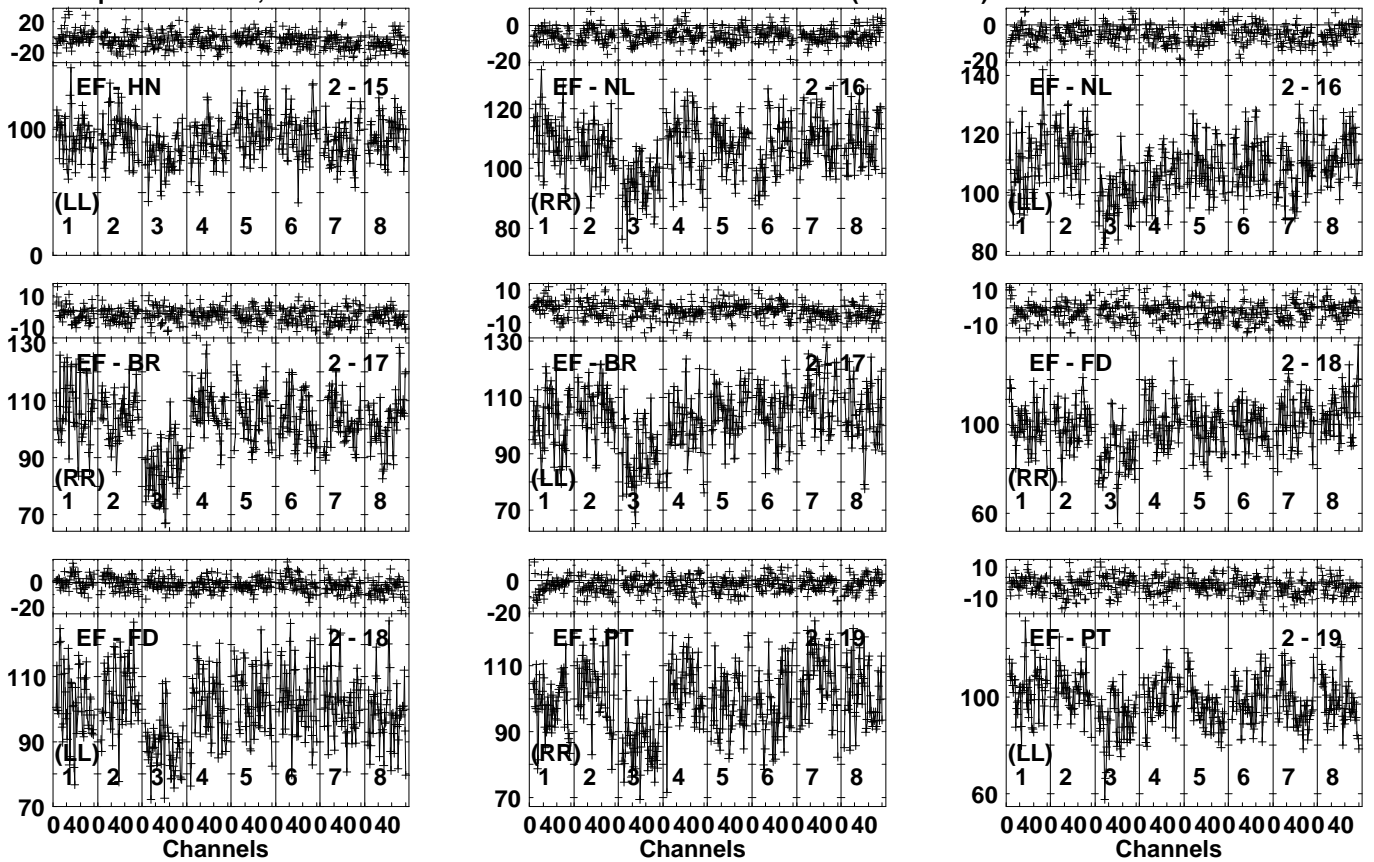 20
-20
EF - HN 2 - 15
100
(LL)
1 2 3 4 5 6 7 8
0
0
-20
EF - NL 2 - 16
120
100
(RR)
1 2 3 4 5 6 7 8
80
0
-20
140
EF - NL 2 - 16
120
100
(LL)
1 2 3 4 5 6 7 8
80
10
-10
130
EF - BR 2 - 17
110
90
(RR)
1 2 3 4 5 6 7 8
70
10
-10
130
EF - BR 2 - 17
110
90
(LL)
1 2 3 4 5 6 7 8
70
10
-10
EF - FD 2 - 18
100
(RR)
1 2 3 4 5 6 7 8
60
0
-20
EF - FD 2 - 18
110
90
(LL)
1 2 3 4 5 6 7 8
70
0 40 0 40 0 40 0 40 0 40 0 40 0 40 0 40
Channels
0
-20
EF - PT 2 - 19
110
90
(RR)
1 2 3 4 5 6 7 8
70
0 40 0 40 0 40 0 40 0 40 0 40 0 40 0 40
Channels
10
-10
EF - PT 2 - 19
100
(LL)
1 2 3 4 5 6 7 8
60
0 40 0 40 0 40 0 40 0 40 0 40 0 40 0 40
Channels